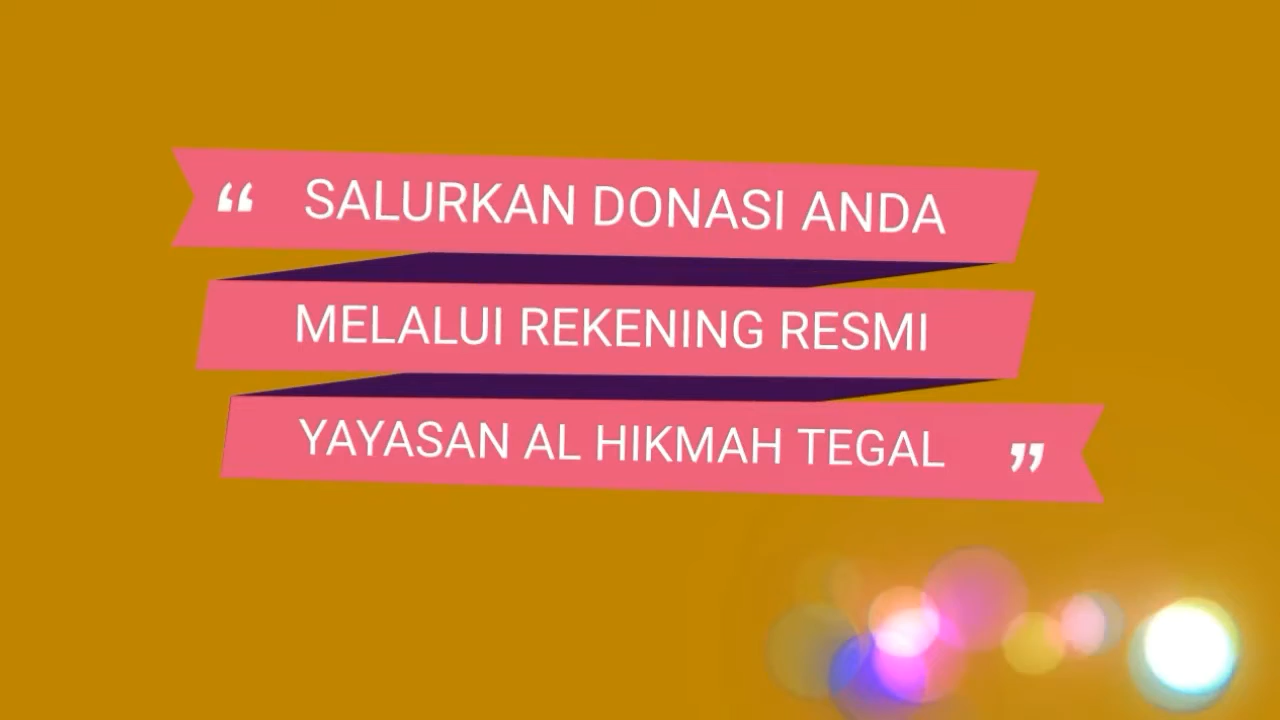 “ SALURKAN DONASI ANDA
MELALUI REKENING RESMI
YAYASAN AL HIKMAH TEGAL ”